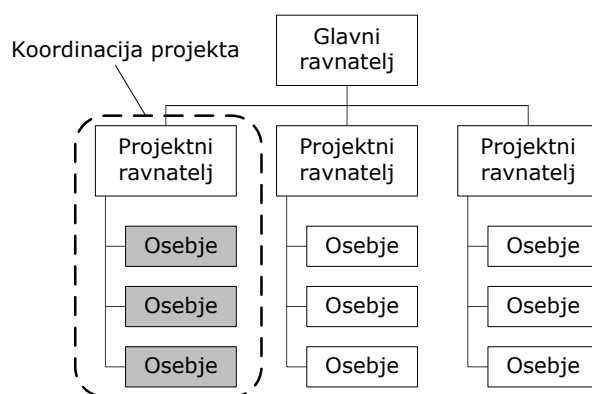 Koordinacija projekta
Glavni
ravnatelj
Projektni
ravnatelj
Projektni
ravnatelj
Projektni
ravnatelj
Osebje
Osebje
Osebje
Osebje
Osebje
Osebje
Osebje
Osebje
Osebje